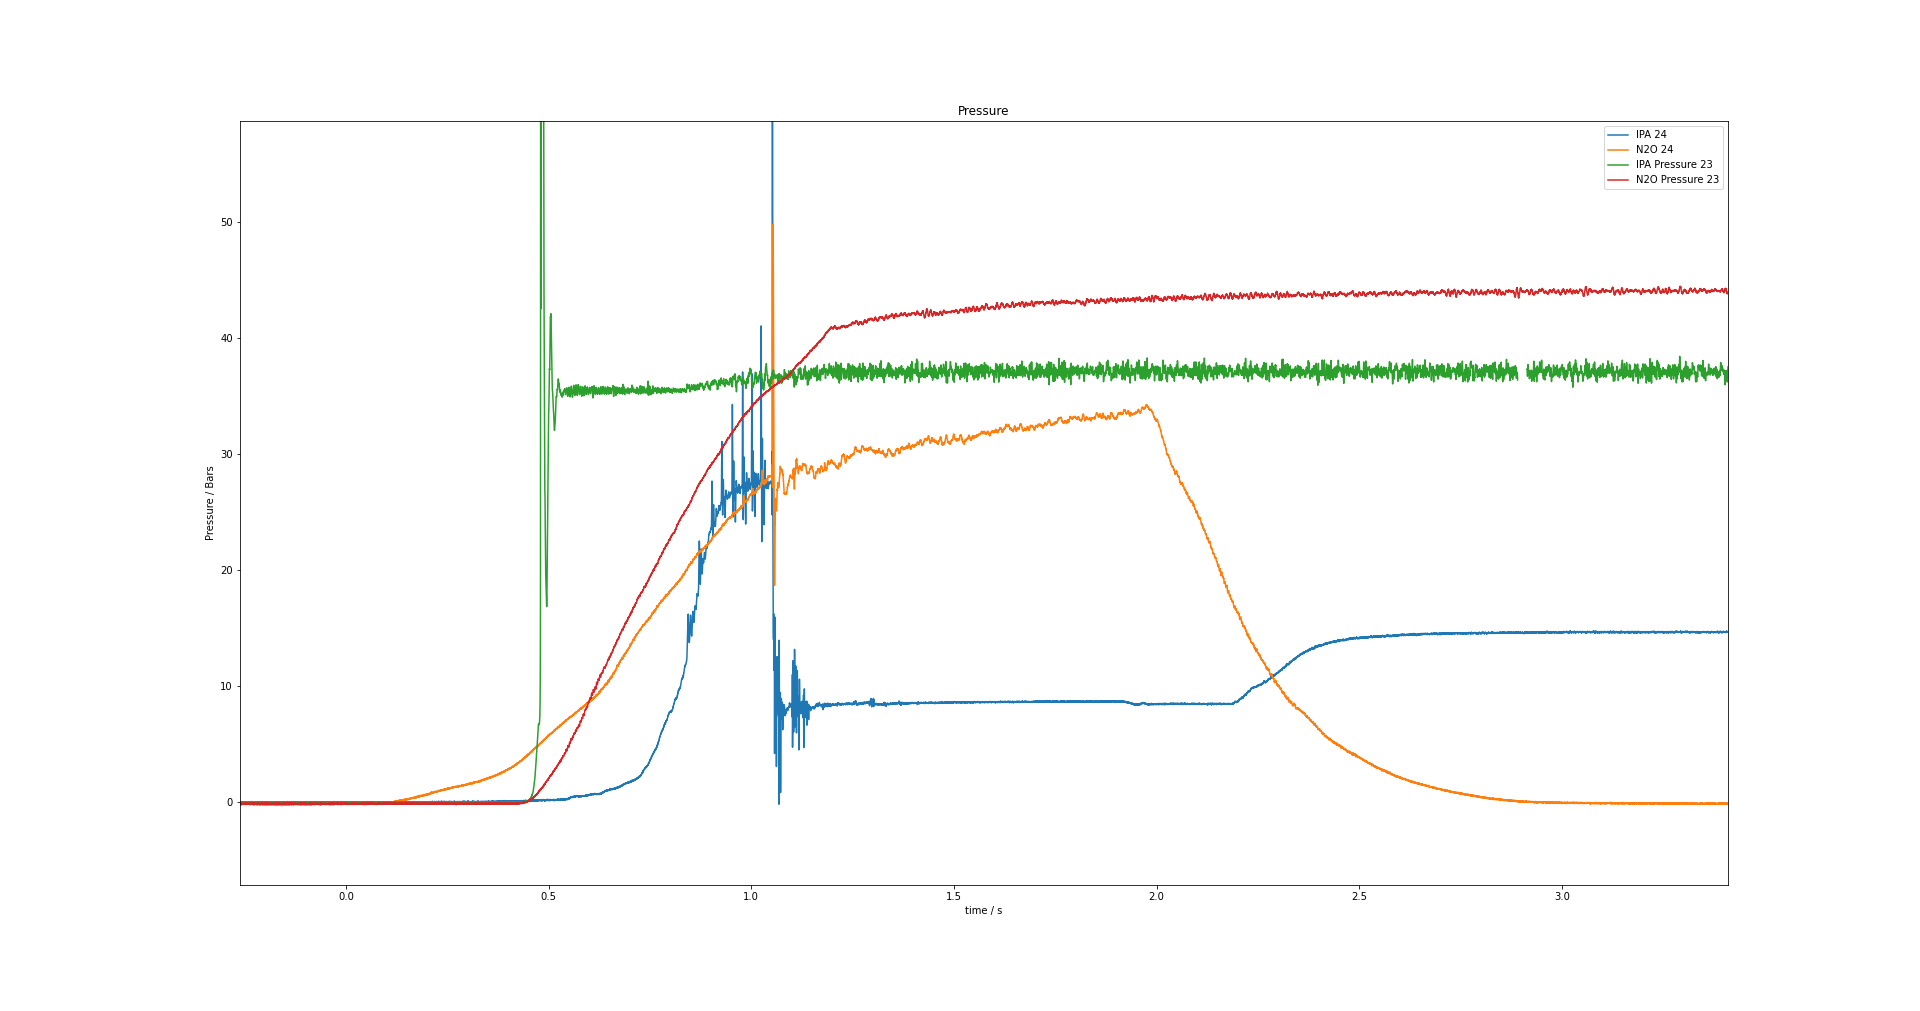 Pressure
IPA 24
N2O 24
IPA Pressure 23
N2O Pressure 23
Pressure / Bars
50
40
30
20
10
0
0.0 0.5 1.0 1.5 2.0 2.5 3.0
time / s